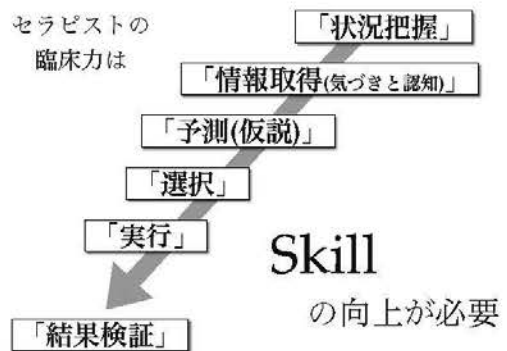 セラピストの
臨床力は
「状況把握」
「情報取得(気づきと認知)」
「予測(仮説)」
「選択」
「実行」
「結果検証」
Skill
の向上が必要